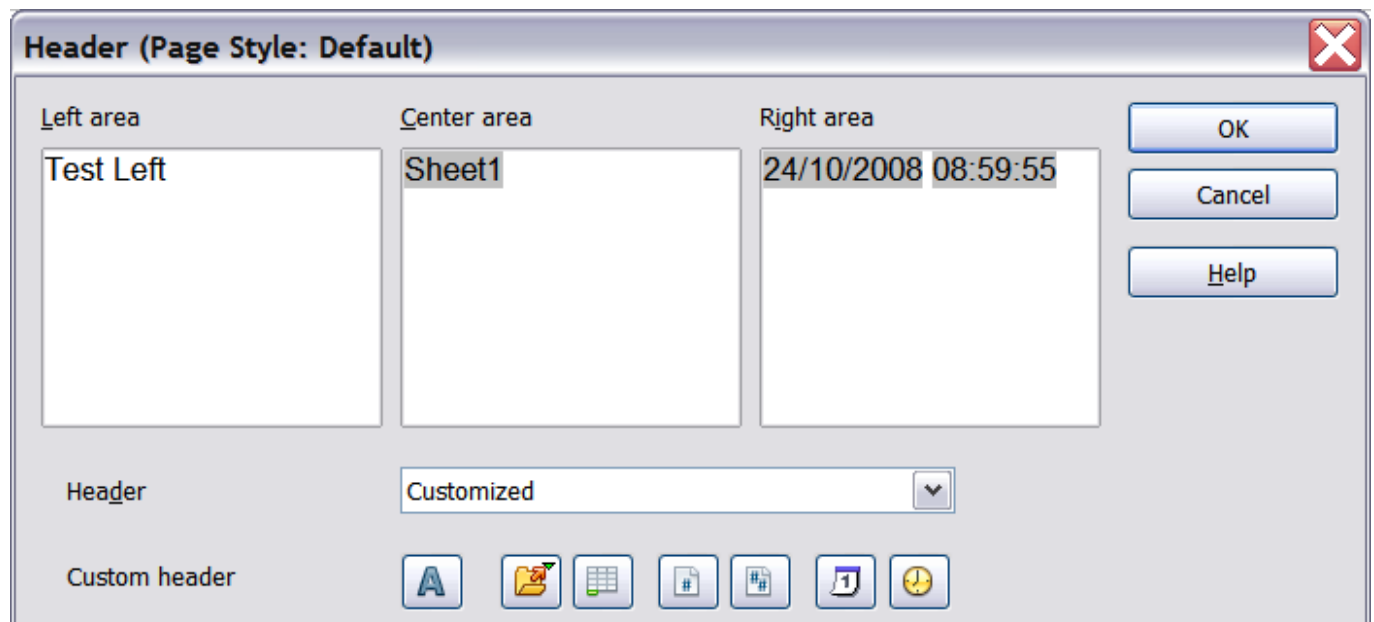 Header (Page Style: Default)
Left area
Center area
Right area
OK
Test Left
Sheet1
24/10/2008 08:59:55
Cancel
Help
Header
Customized
Custom header
A
#
##
1